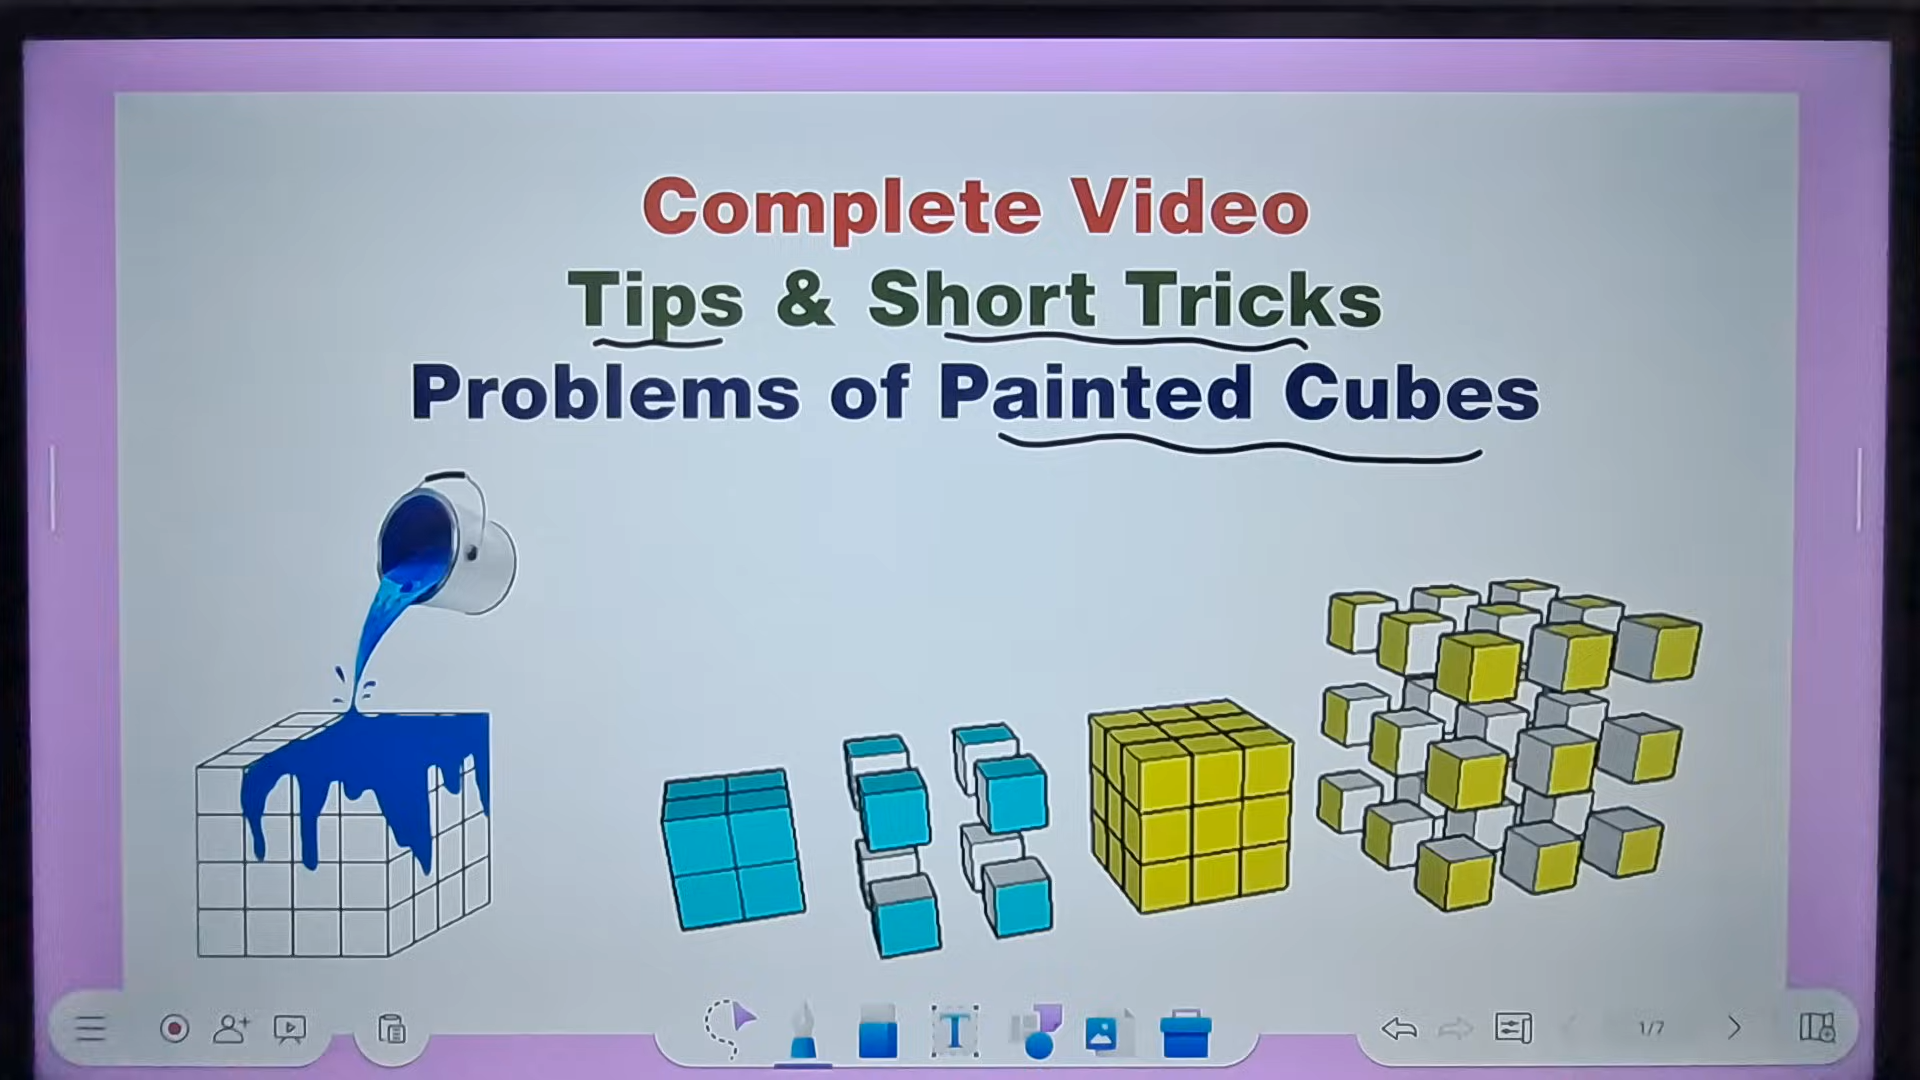 Complete Video
Tips & Short Tricks
Problems of Painted Cubes
T
1/7